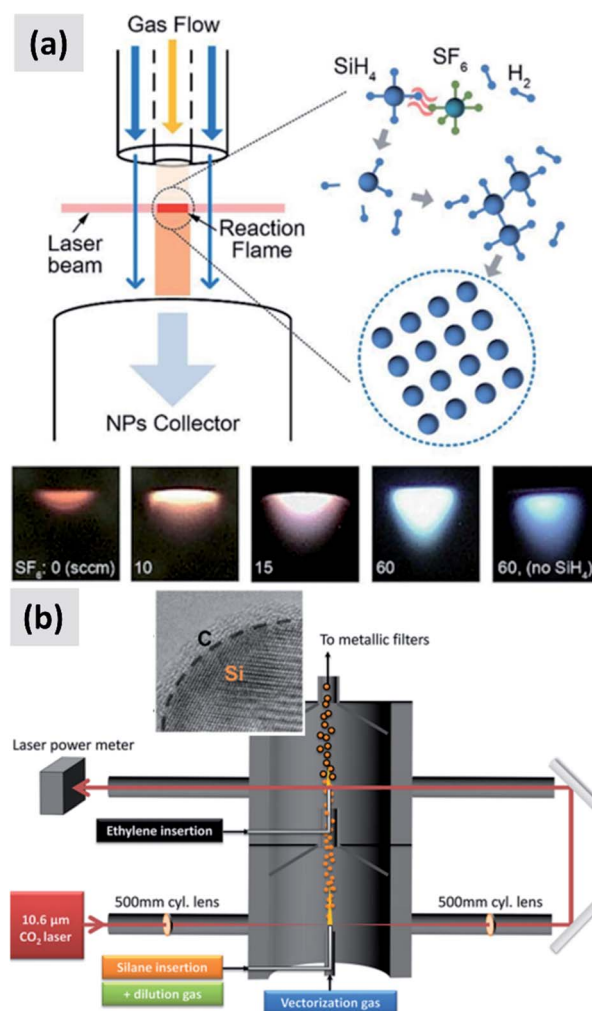 (a)
Gas Flow
SiH4
SF6
H2
Laser
beam
Reaction
Flame
NPs Collector
SF6: 0 (sccm)
10
15
60
60, (no SiH4)
(b)
C
Si
To metallic filters
Laser power meter
Ethylene insertion
500mm cyl. lens
500mm cyl. lens
10.6 µm
CO2 laser
Silane insertion
+ dilution gas
Vectorization gas